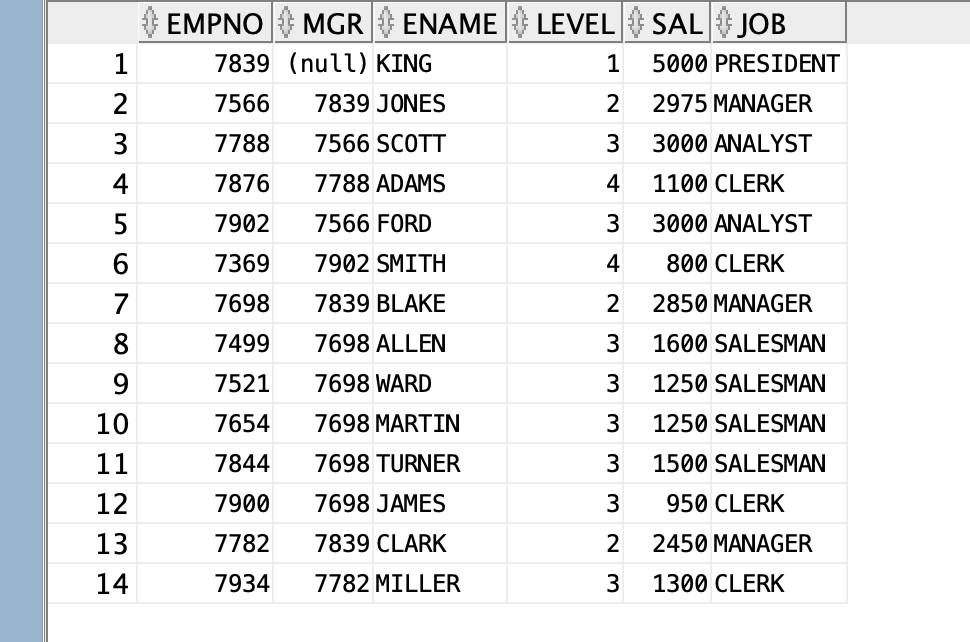 EMPNO MGR ENAME LEVEL SAL JOB
1 7839 (null) KING 1 5000 PRESIDENT
2 7566 7839 JONES 2 2975 MANAGER
3 7788 7566 SCOTT 3 3000 ANALYST
4 7876 7788 ADAMS 4 1100 CLERK
5 7902 7566 FORD 3 3000 ANALYST
6 7369 7902 SMITH 4 800 CLERK
7 7698 7839 BLAKE 2 2850 MANAGER
8 7499 7698 ALLEN 3 1600 SALESMAN
9 7521 7698 WARD 3 1250 SALESMAN
10 7654 7698 MARTIN 3 1250 SALESMAN
11 7844 7698 TURNER 3 1500 SALESMAN
12 7900 7698 JAMES 3 950 CLERK
13 7782 7839 CLARK 2 2450 MANAGER
14 7934 7782 MILLER 3 1300 CLERK